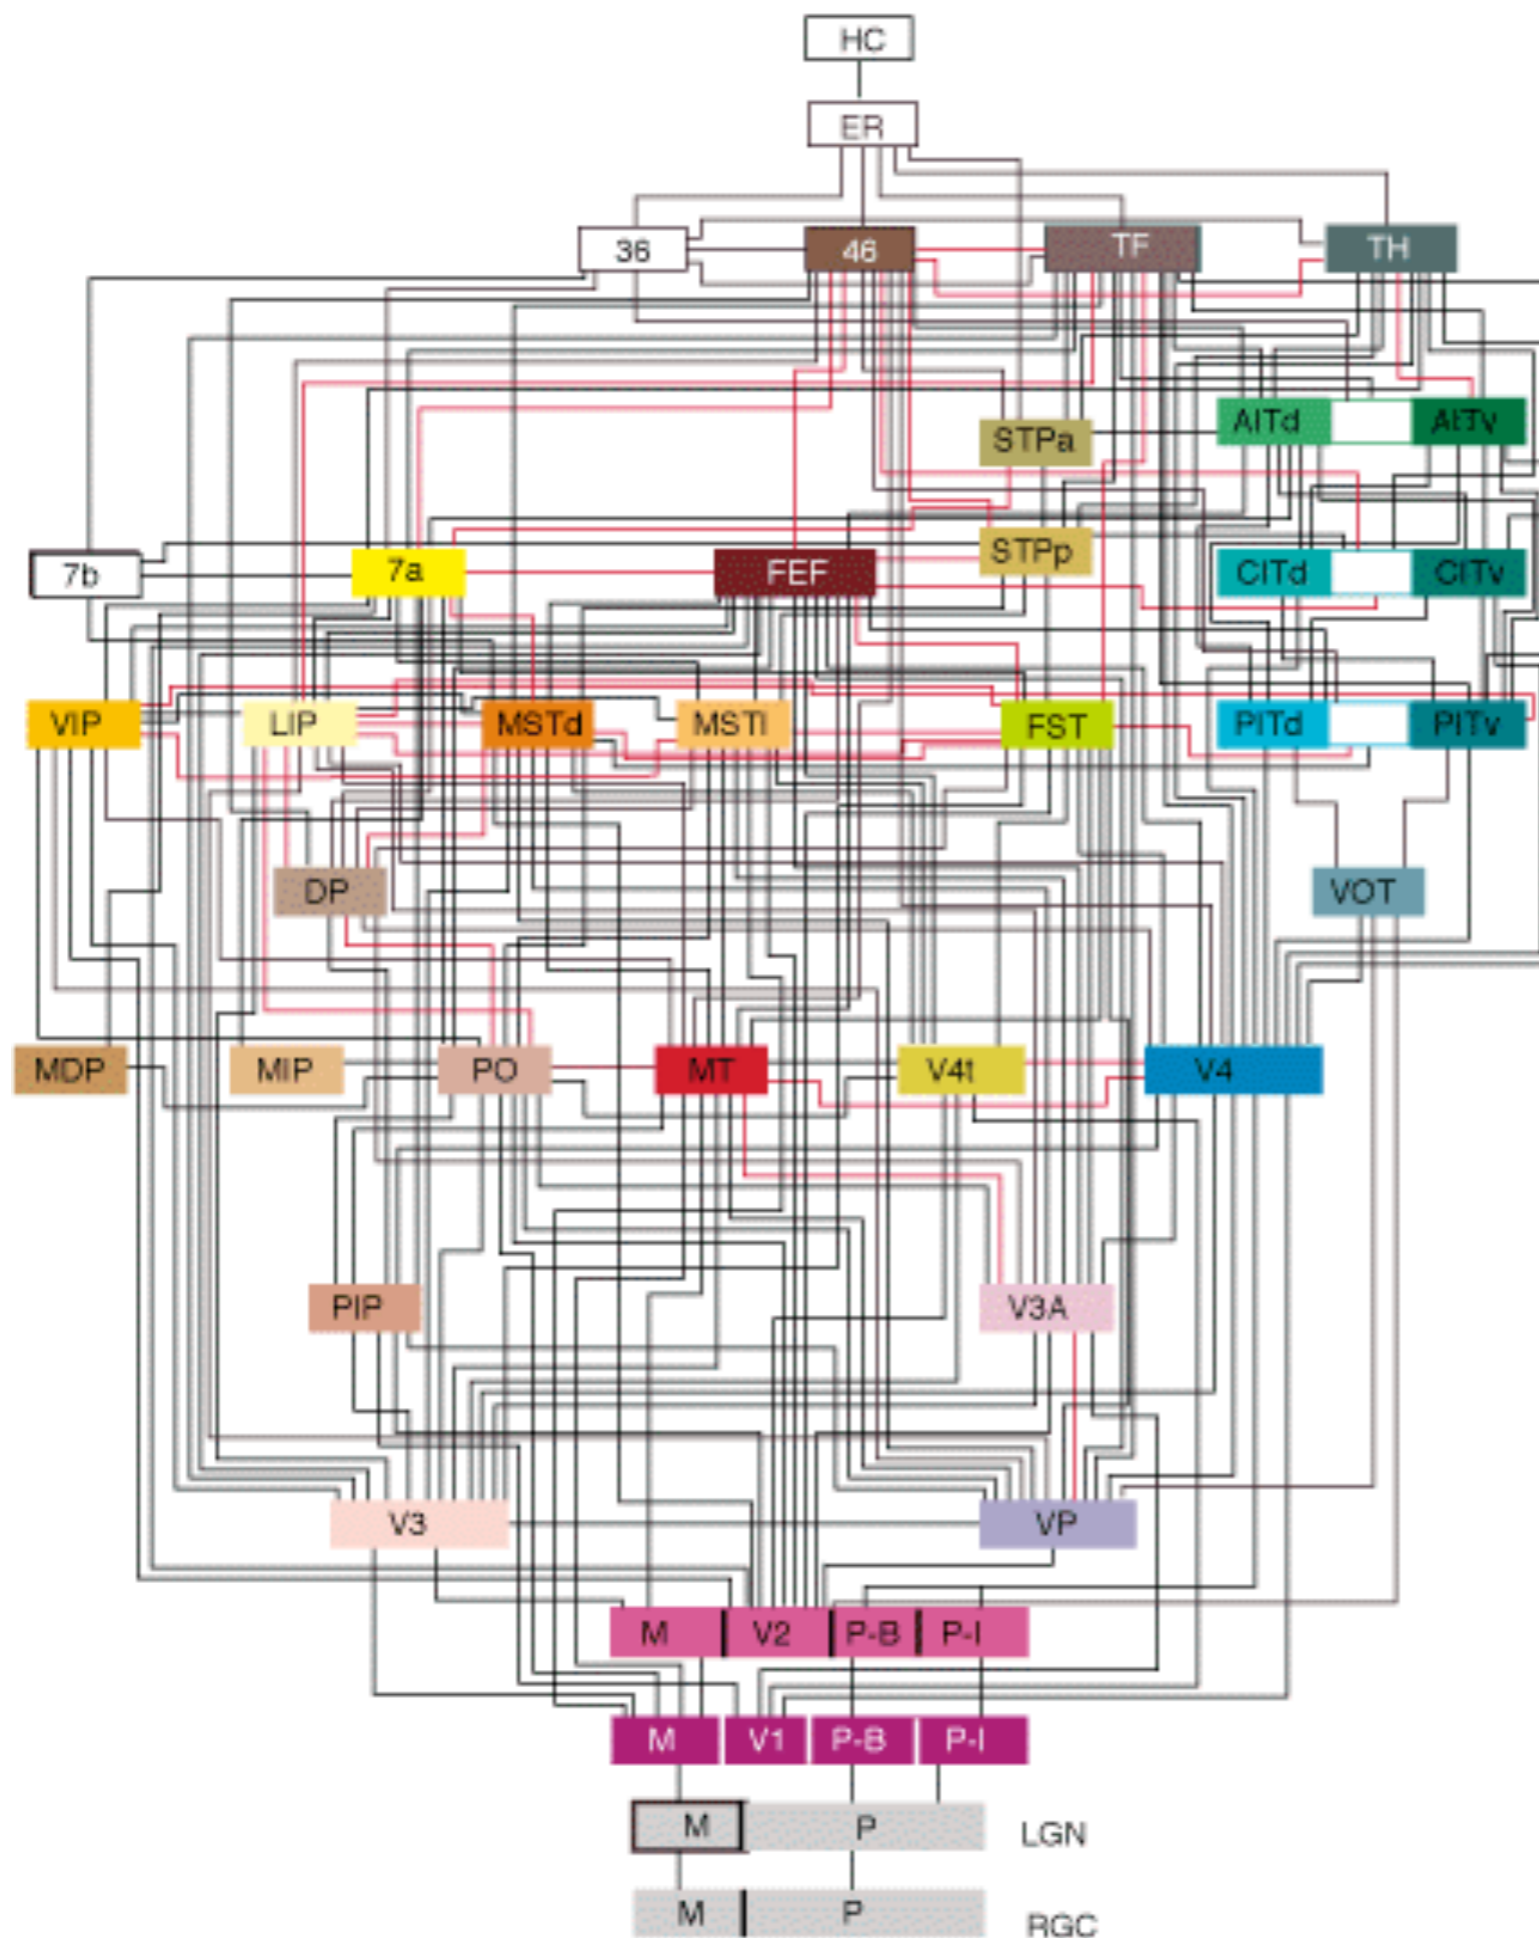 HC
ER
36 46 TF TH
STPa AITd AITv
7b 7a FEF STPp CITd CITv
VIP LIP MSTd MSTl FST PITd PITv
DP VOT
MDP MIP PO MT V4t V4
PIP V3A
V3 VP
M V2 P-B P-I
M V1 P-B P-I
M P LGN
M P RGC